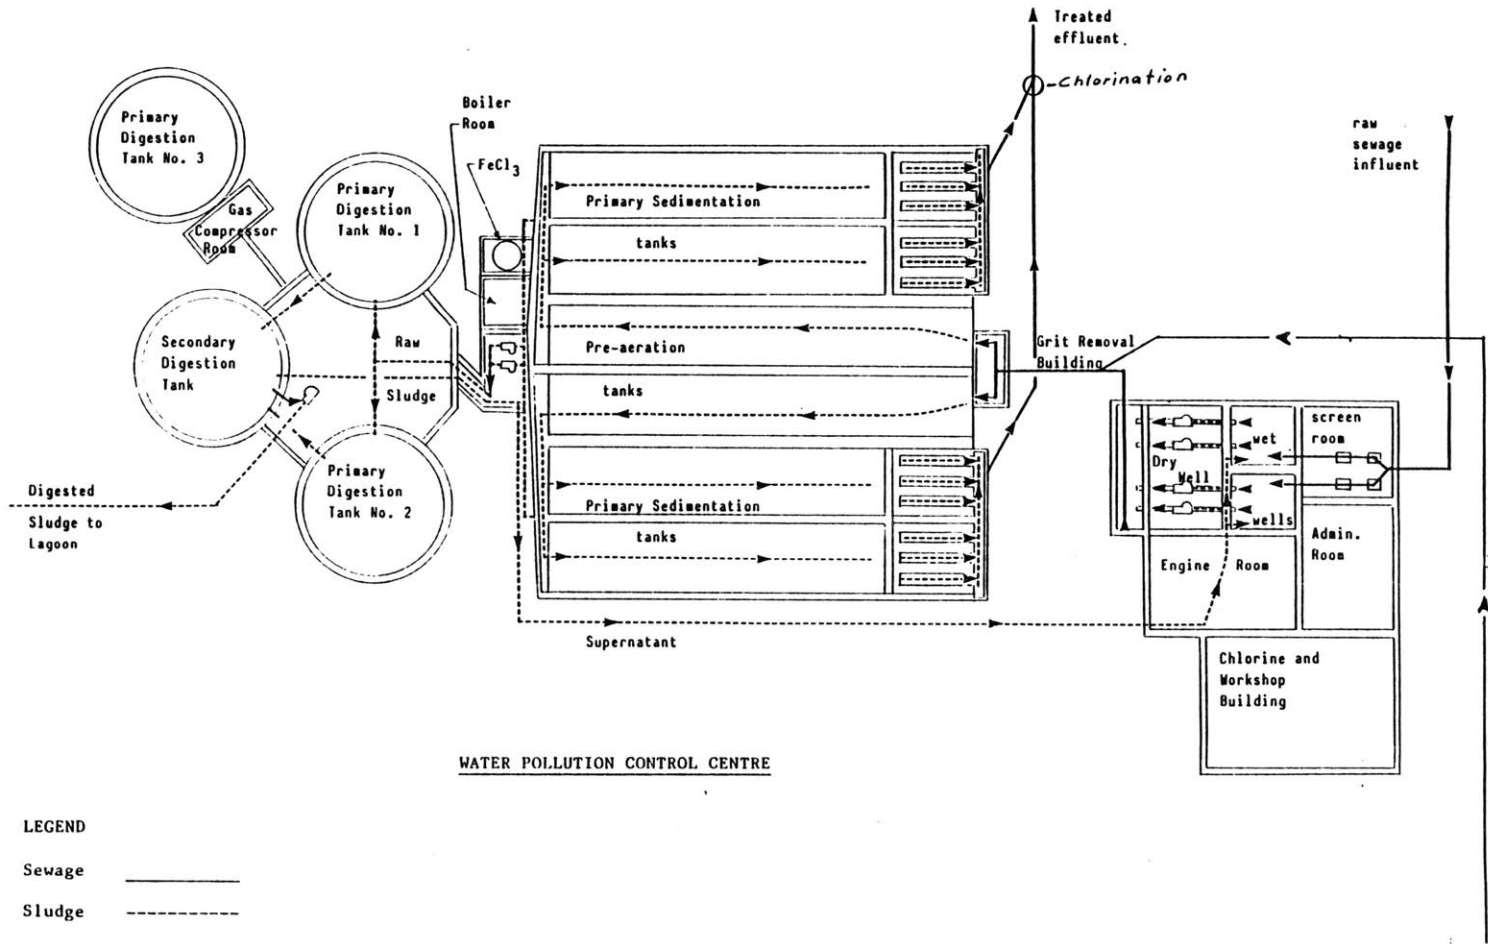 Treated
effluent.
-Chlorination
raw
sewage
influent
Boiler
Room
FeCl3
Primary
Digestion
Tank No. 3
Primary
Digestion
Tank No. 1
Gas
Compressor
Room
Primary Sedimentation
tanks
Secondary
Digestion
Tank
Raw
Sludge
Pre-aeration
tanks
Grit Removal
Building
screen
room
wet
Dry
Well
wells
Primary
Digestion
Tank No. 2
Primary Sedimentation
tanks
Digested
Sludge to
Lagoon
Admin.
Room
Engine Room
Supernatant
Chlorine and
Workshop
Building
WATER POLLUTION CONTROL CENTRE
LEGEND
Sewage
Sludge